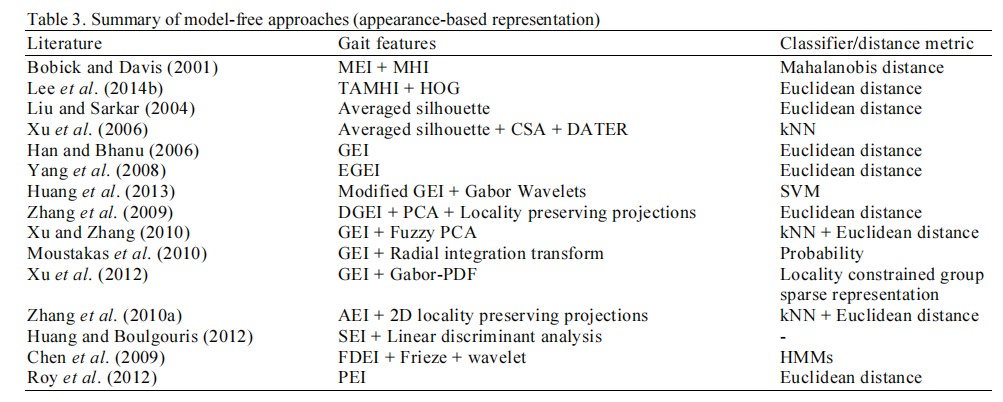 Table 3. Summary of model-free approaches (appearance-based representation)
Literature Gait features Classifier/distance metric
Bobick and Davis (2001) MEI + MHI Mahalanobis distance
Lee et al. (2014b) TAMHI + HOG Euclidean distance
Liu and Sarkar (2004) Averaged silhouette Euclidean distance
Xu et al. (2006) Averaged silhouette + CSA + DATER kNN
Han and Bhanu (2006) GEI Euclidean distance
Yang et al. (2008) EGEI Euclidean distance
Huang et al. 2013) Modified GEI + Gabor Wavelets SVM
Zhang et al. 2009) DGEI + PCA + Locality preserving projections Euclidean distance
Xu and Zhang (2010) GEI + Fuzzy PCA kNN + Euclidean distance
Moustakas et al. 2010) GEI + Radial integration transform Probability
Xu et al. 2012) GEI + Gabor-PDF Locality constrained group
sparse representation
Zhang et al. (2010a) AEI + 2D locality preserving projections kNN + Euclidean distance
Huang and Boulgouris (2012) SEI + Linear discriminant analysis -
Chen et al. (2009) FDEI + Frieze + wavelet HMMs
Roy et al. (2012) PEI Euclidean distance